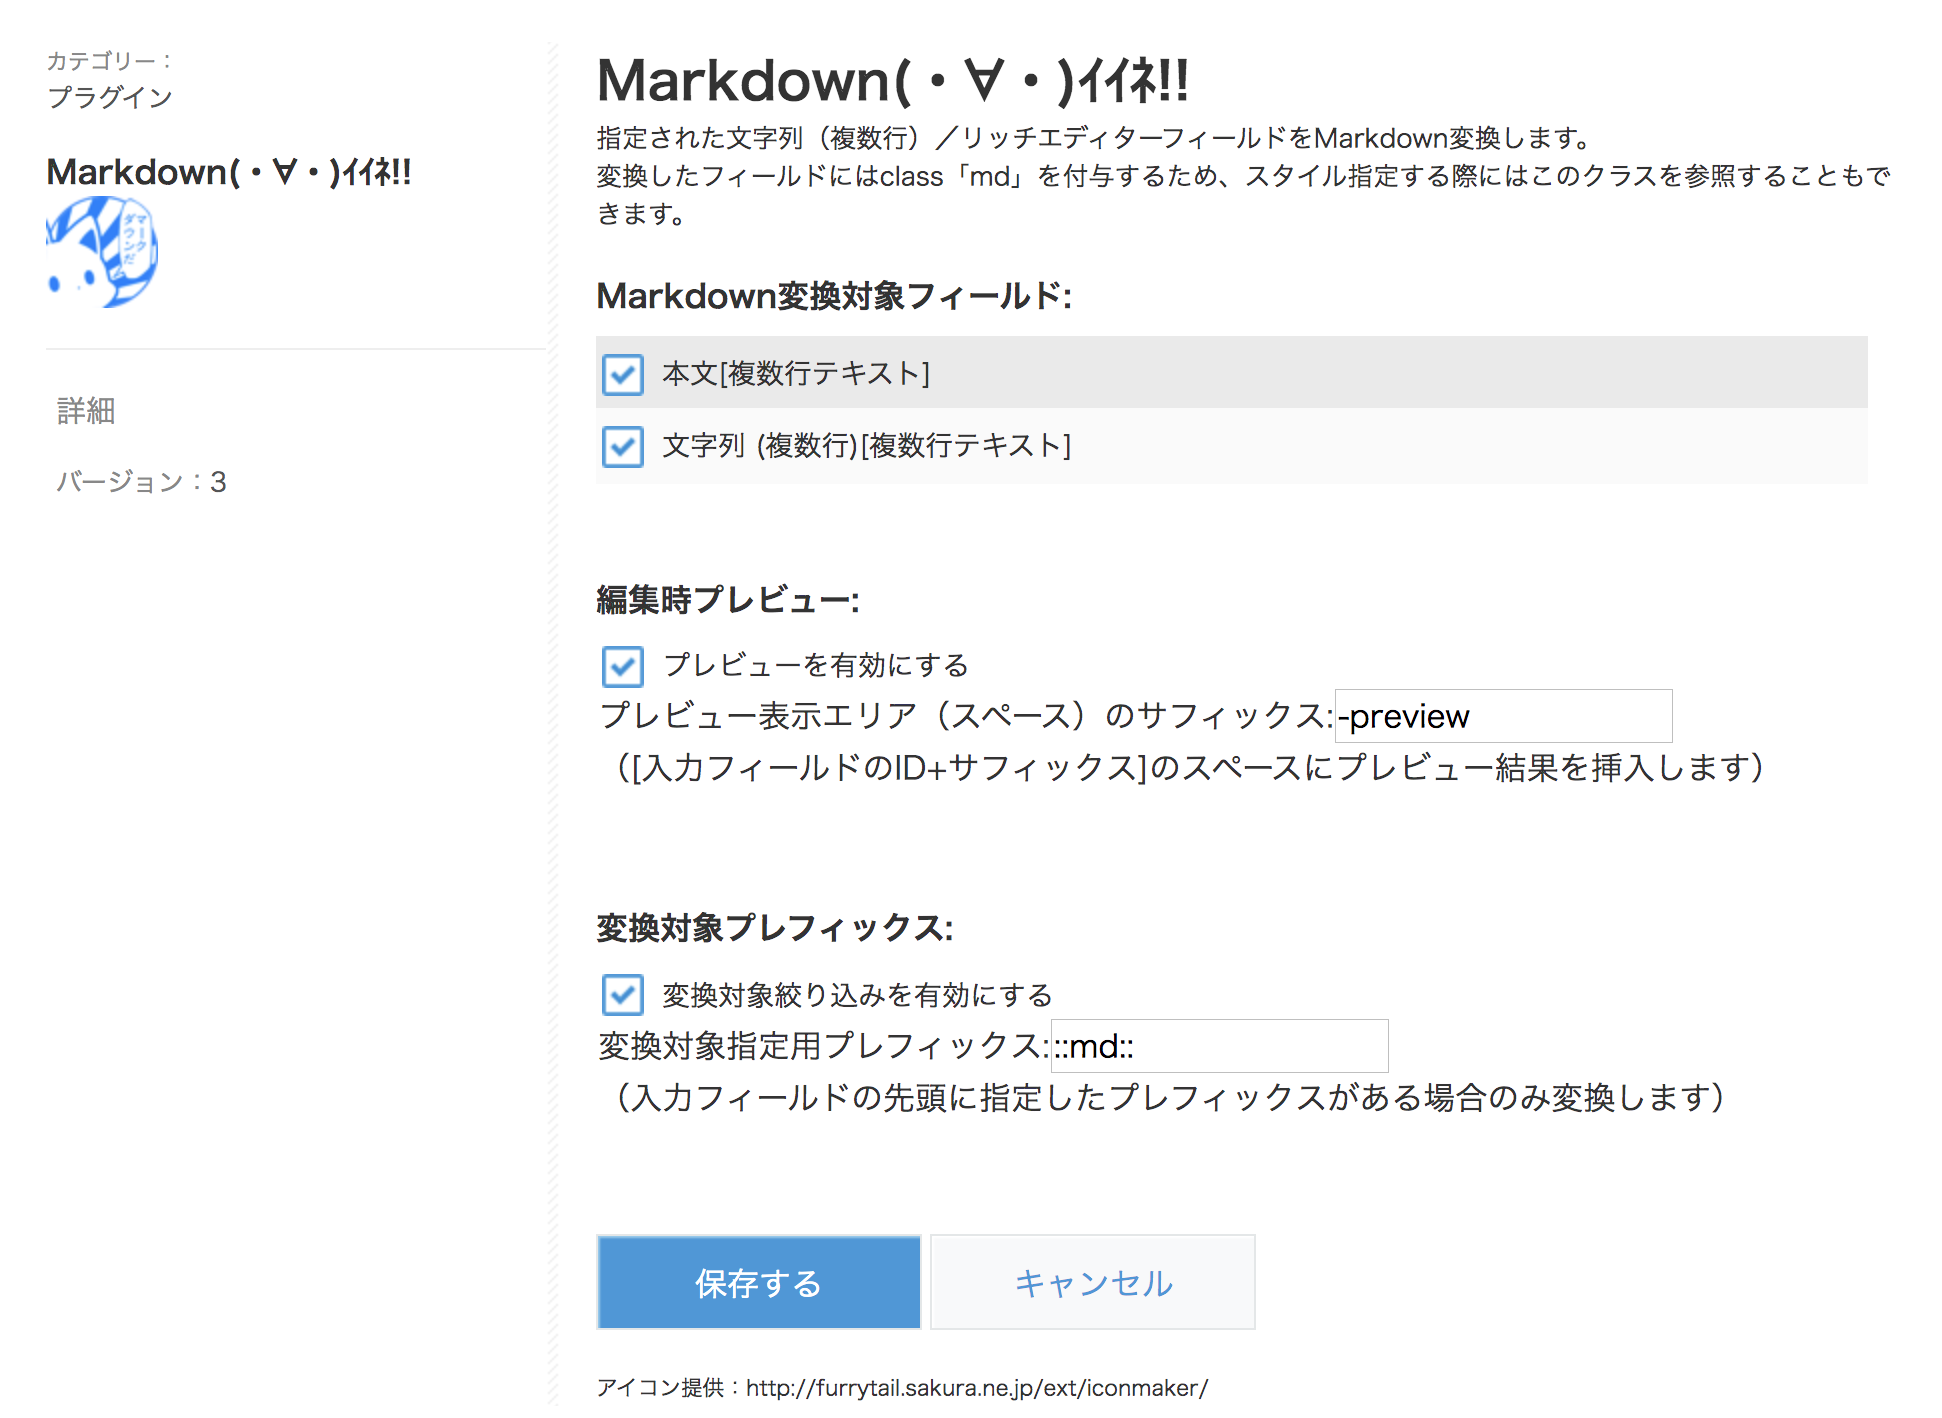 カテゴリー：
プラグイン
Markdown(・∀・)ｲｲﾈ!!
マーク
ダウンだ
詳細
バージョン：3
Markdown(・∀・)ｲｲﾈ!!
指定された文字列（複数行）／リッチエディターフィールドをMarkdown変換します。
変換したフィールドにはclass「md」を付与するため、スタイル指定する際にはこのクラスを参照することもで
きます。
Markdown変換対象フィールド:
本文[複数行テキスト]
文字列 (複数行)[複数行テキスト]
編集時プレビュー:
プレビューを有効にする
プレビュー表示エリア（スペース）のサフィックス:-preview
（[入力フィールドのID+サフィックス]のスペースにプレビュー結果を挿入します）
変換対象プレフィックス:
変換対象絞り込みを有効にする
変換対象指定用プレフィックス:::md::
（入力フィールドの先頭に指定したプレフィックスがある場合のみ変換します）
保存する
キャンセル
アイコン提供：http://furrytail.sakura.ne.jp/ext/iconmaker/